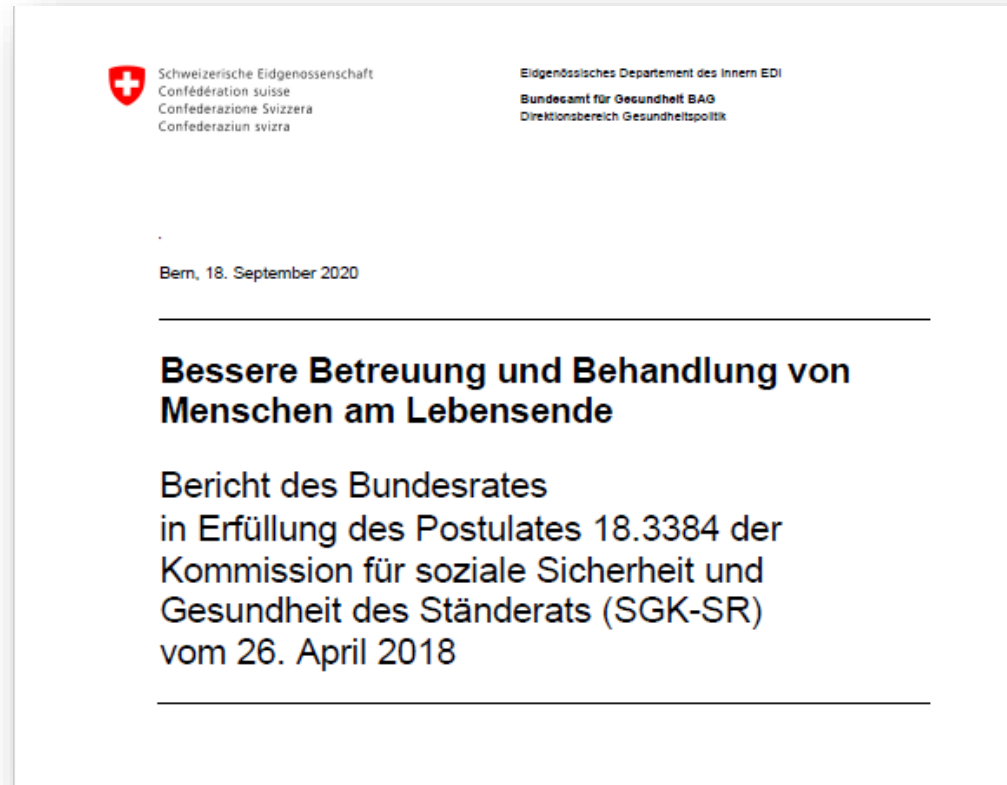 Schweizerische Eidgenossenschaft
Confédération suisse
Confederazione Svizzera
Confederaziun svizra
Eidgenössisches Departement des Innern EDI
Bundesamt für Gesundheit BAG
Direktionsbereich Gesundheitspolitik
.
Bern, 18. September 2020
Bessere Betreuung und Behandlung von
Menschen am Lebensende
Bericht des Bundesrates
in Erfüllung des Postulates 18.3384 der
Kommission für soziale Sicherheit und
Gesundheit des Ständerats (SGK-SR)
vom 26. April 2018